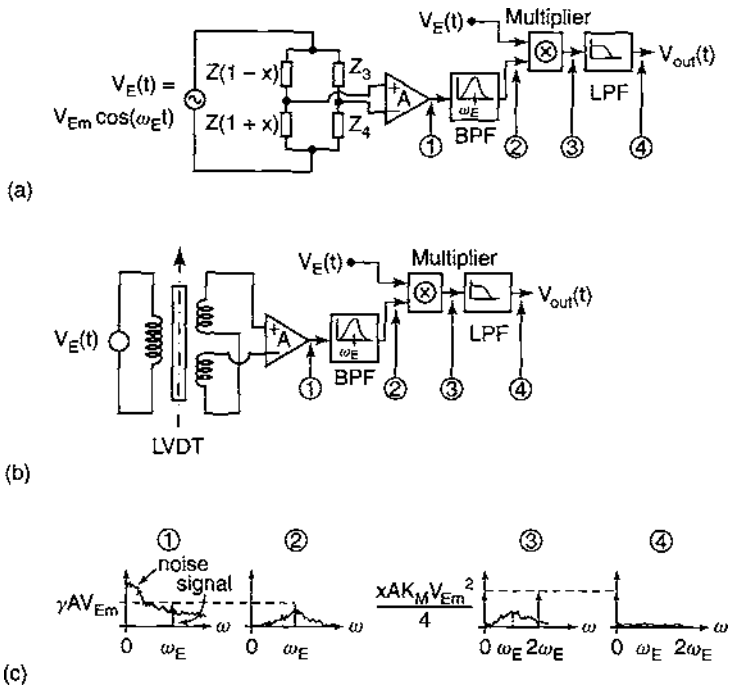 V_E(t) =
V_Em cos(ω_E t)
Z(1 − x)
Z_3
Z(1 + x)
Z_4
+
−
A
ω_E
BPF
V_E(t)
Multiplier
⊗
LPF
V_out(t)
① ② ③ ④
(a)
V_E(t)
LVDT
+
−
A
ω_E
BPF
V_E(t)
Multiplier
⊗
LPF
V_out(t)
① ② ③ ④
(b)
① ② ③ ④
noise
signal
γAV_Em
xAK_M V_Em²
4
0 ω_E ω
0 ω_E ω
0 ω_E 2ω_E ω
0 ω_E 2ω_E ω
(c)